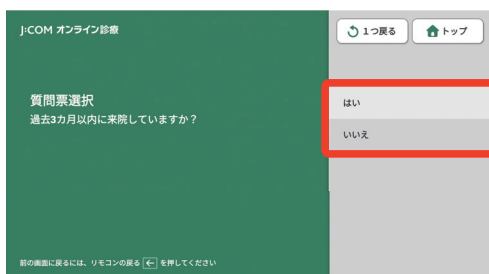 J:COM オンライン診療
1つ戻る
トップ
質問票選択
過去3カ月以内に来院していますか？
はい
いいえ
前の画面に戻るには、リモコンの戻る ← を押してください